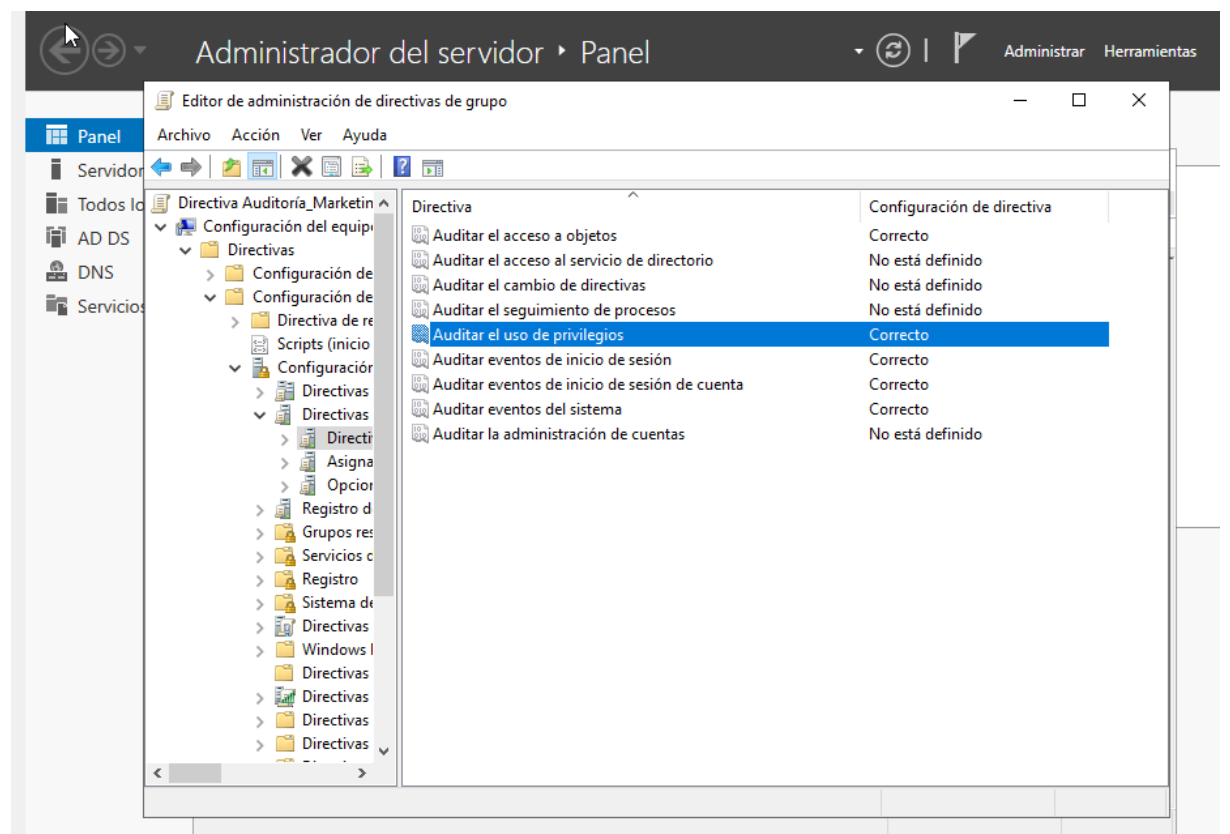 Administrador del servidor ‣ Panel
Administrar Herramientas
Editor de administración de directivas de grupo
Archivo Acción Ver Ayuda
Panel
Servidor
Todos lo
AD DS
DNS
Servicios
Directiva Auditoría_Marketin
Configuración del equip
Directivas
Configuración de
Configuración de
Directiva de re
Scripts (inicio
Configuración
Directivas
Directivas
Directi
Asigna
Opcion
Registro d
Grupos res
Servicios c
Registro
Sistema de
Directivas
Windows
Directivas
Directivas
Directivas
Directivas
Directiva Configuración de directiva
Auditar el acceso a objetos Correcto
Auditar el acceso al servicio de directorio No está definido
Auditar el cambio de directivas No está definido
Auditar el seguimiento de procesos No está definido
Auditar el uso de privilegios Correcto
Auditar eventos de inicio de sesión Correcto
Auditar eventos de inicio de sesión de cuenta Correcto
Auditar eventos del sistema Correcto
Auditar la administración de cuentas No está definido